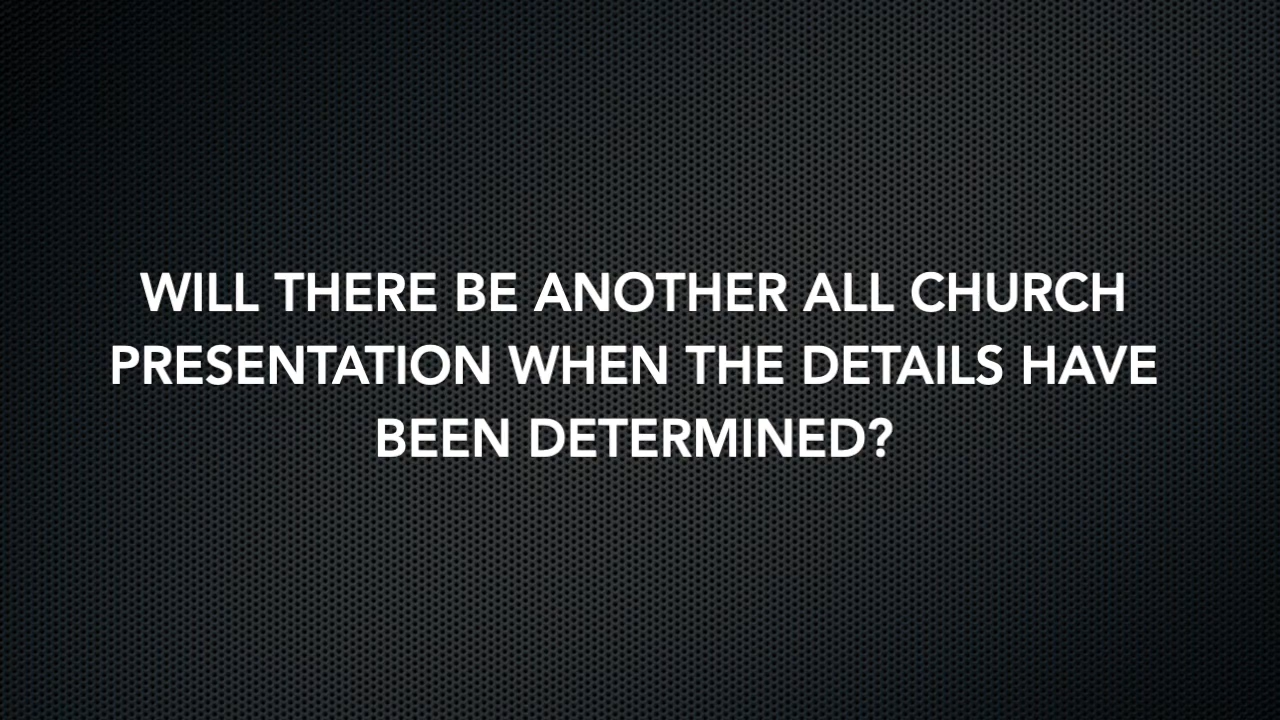 WILL THERE BE ANOTHER ALL CHURCH
PRESENTATION WHEN THE DETAILS HAVE
BEEN DETERMINED?